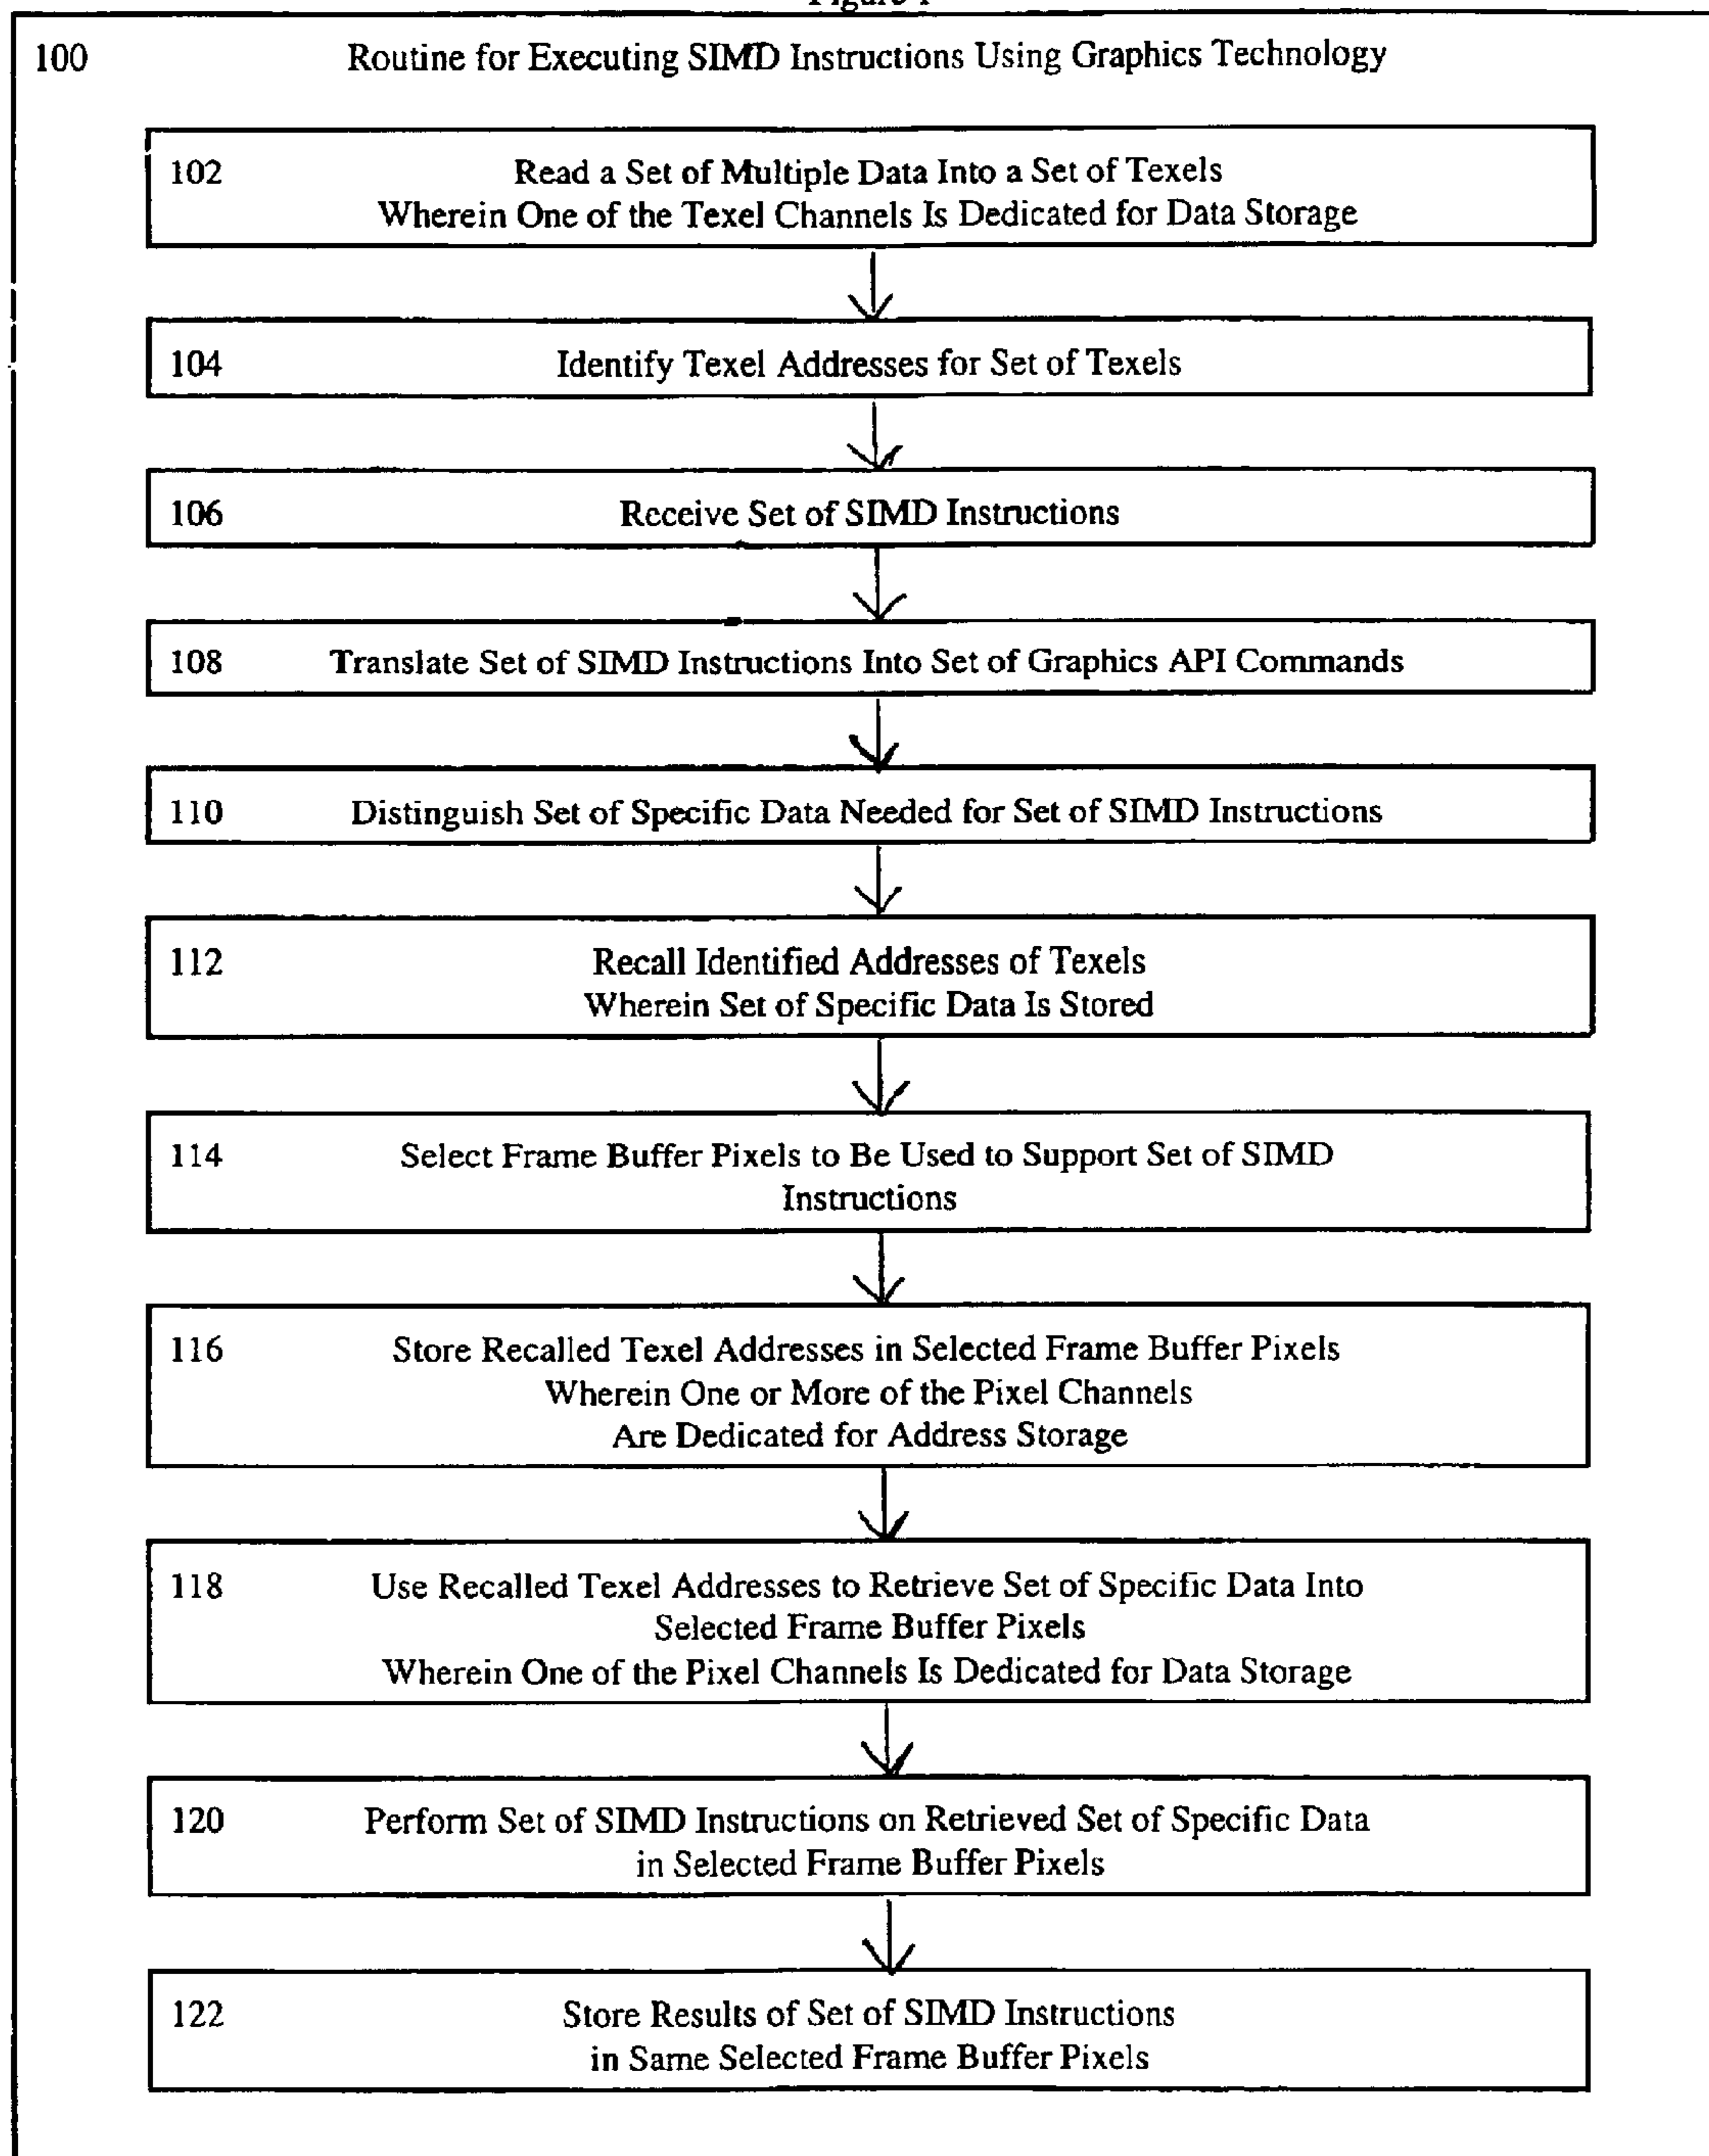 Figure 1
100 Routine for Executing SIMD Instructions Using Graphics Technology
102 Read a Set of Multiple Data Into a Set of Texels
Wherein One of the Texel Channels Is Dedicated for Data Storage
104 Identify Texel Addresses for Set of Texels
106 Receive Set of SIMD Instructions
108 Translate Set of SIMD Instructions Into Set of Graphics API Commands
110 Distinguish Set of Specific Data Needed for Set of SIMD Instructions
112 Recall Identified Addresses of Texels
Wherein Set of Specific Data Is Stored
114 Select Frame Buffer Pixels to Be Used to Support Set of SIMD
Instructions
116 Store Recalled Texel Addresses in Selected Frame Buffer Pixels
Wherein One or More of the Pixel Channels
Are Dedicated for Address Storage
118 Use Recalled Texel Addresses to Retrieve Set of Specific Data Into
Selected Frame Buffer Pixels
Wherein One of the Pixel Channels Is Dedicated for Data Storage
120 Perform Set of SIMD Instructions on Retrieved Set of Specific Data
in Selected Frame Buffer Pixels
122 Store Results of Set of SIMD Instructions
in Same Selected Frame Buffer Pixels